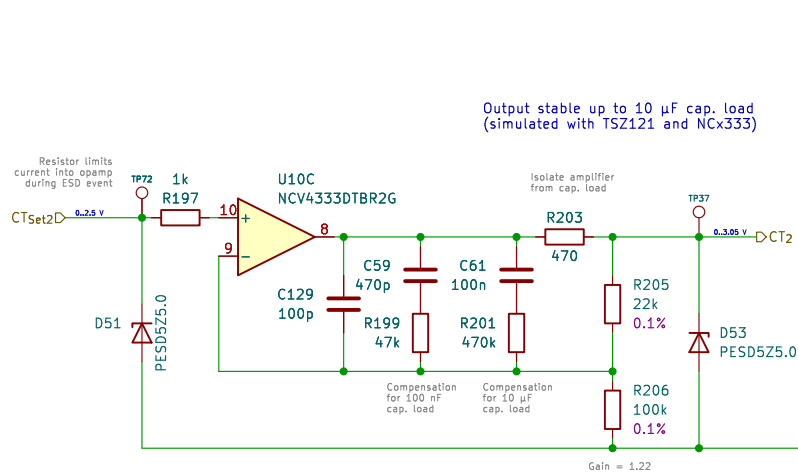 Output stable up to 10 µF cap. load
(simulated with TSZ121 and NCx333)
Resistor limits
current into opamp
during ESD event
TP72
1k
R197
U10C
NCV4333DTBR2G
Isolate amplifier
from cap. load
TP37
CTSet2
0..2.5 V
10
+
8
9
−
R203
470
0..3.05 V
CT2
C59
470p
C61
100n
C129
100p
R205
22k
0.1%
D51
PESD5Z5.0
R199
47k
R201
470k
D53
PESD5Z5.0
Compensation
for 100 nF
cap. load
Compensation
for 10 µF
cap. load
R206
100k
0.1%
Gain = 1.22